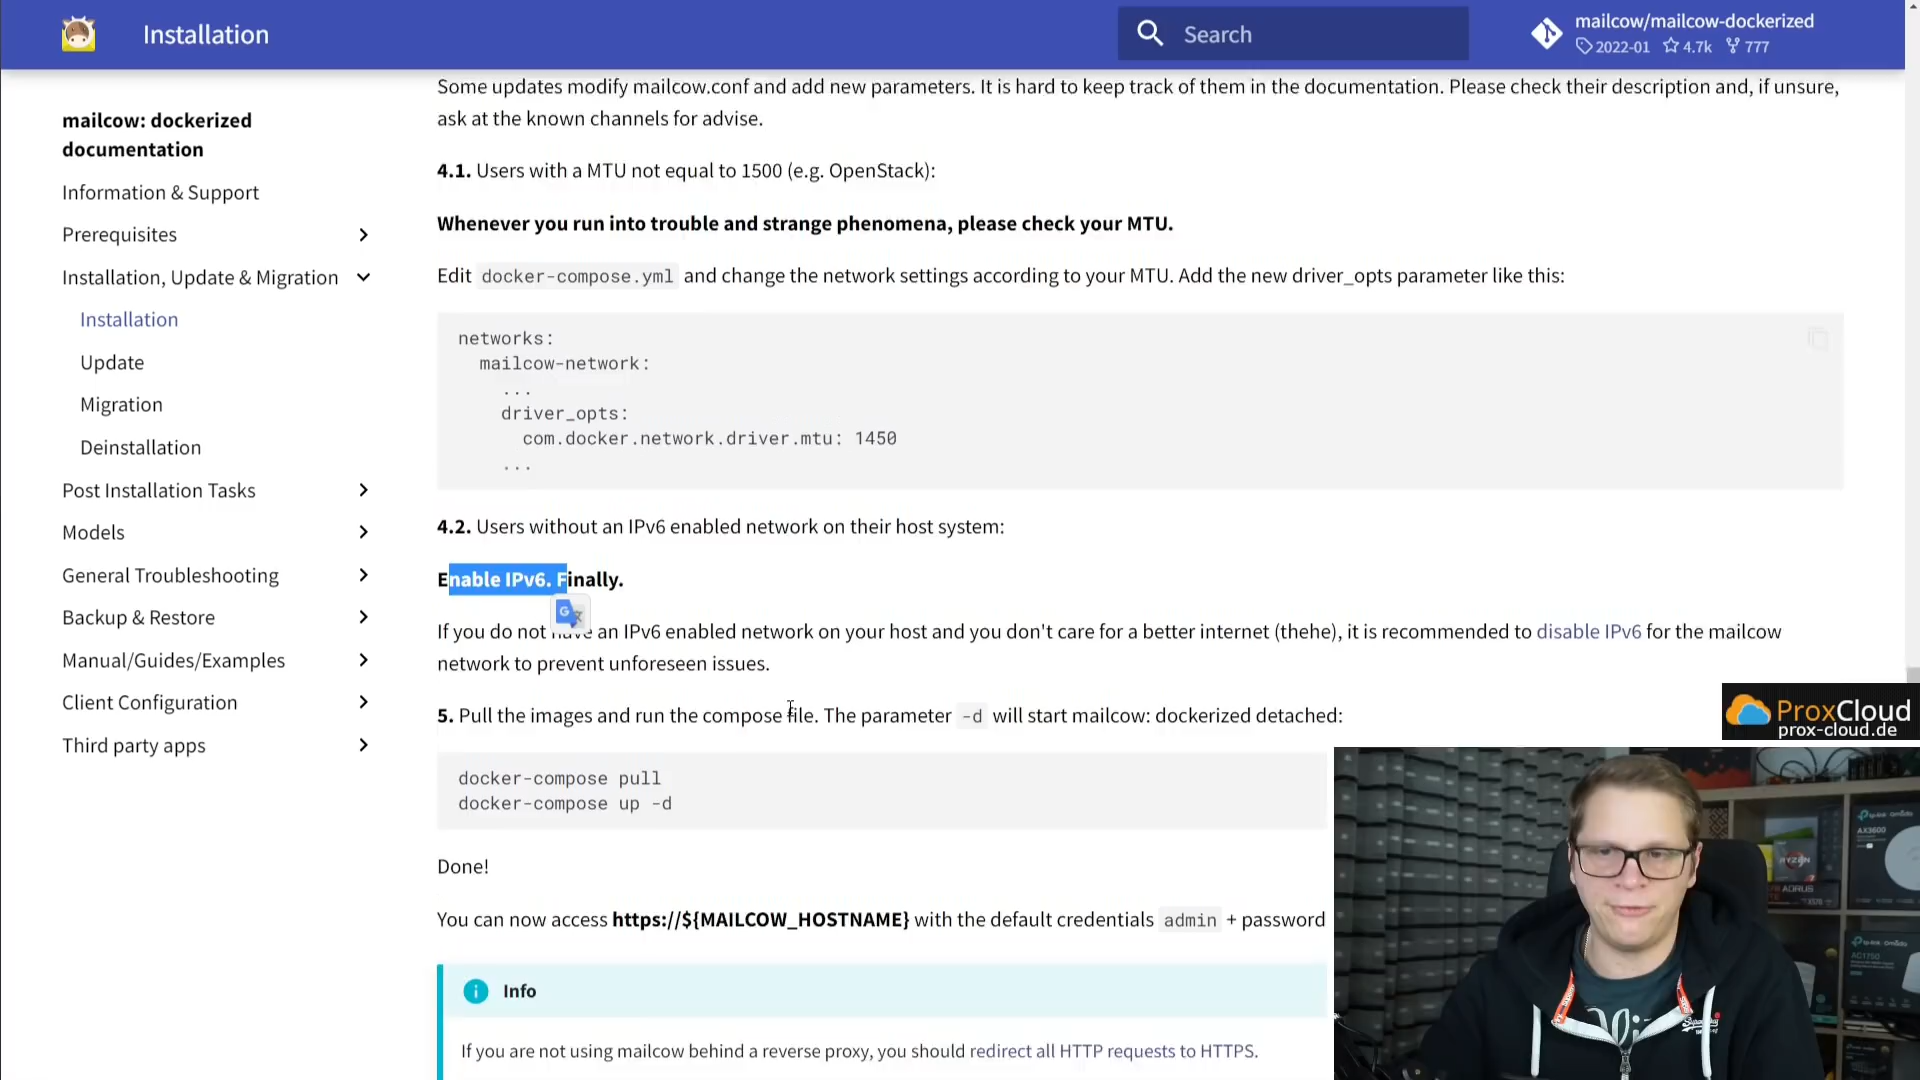 Installation
Search
mailcow/mailcow-dockerized
2022-01 4.7k 777
mailcow: dockerized
documentation
Information & Support
Prerequisites
Installation, Update & Migration
Installation
Update
Migration
Deinstallation
Post Installation Tasks
Models
General Troubleshooting
Backup & Restore
Manual/Guides/Examples
Client Configuration
Third party apps
Some updates modify mailcow.conf and add new parameters. It is hard to keep track of them in the documentation. Please check their description and, if unsure,
ask at the known channels for advise.
4.1. Users with a MTU not equal to 1500 (e.g. OpenStack):
Whenever you run into trouble and strange phenomena, please check your MTU.
Edit docker-compose.yml and change the network settings according to your MTU. Add the new driver_opts parameter like this:
networks:
mailcow-network:
...
driver_opts:
com.docker.network.driver.mtu: 1450
...
4.2. Users without an IPv6 enabled network on their host system:
Enable IPv6. Finally.
If you do not have an IPv6 enabled network on your host and you don't care for a better internet (thehe), it is recommended to disable IPv6 for the mailcow
network to prevent unforeseen issues.
5. Pull the images and run the compose file. The parameter -d will start mailcow: dockerized detached:
docker-compose pull
docker-compose up -d
Done!
You can now access https://${MAILCOW_HOSTNAME} with the default credentials admin + password
Info
If you are not using mailcow behind a reverse proxy, you should redirect all HTTP requests to HTTPS.
ProxCloud
prox-cloud.de
AX3600
RYZEN
AORUS
AC1750